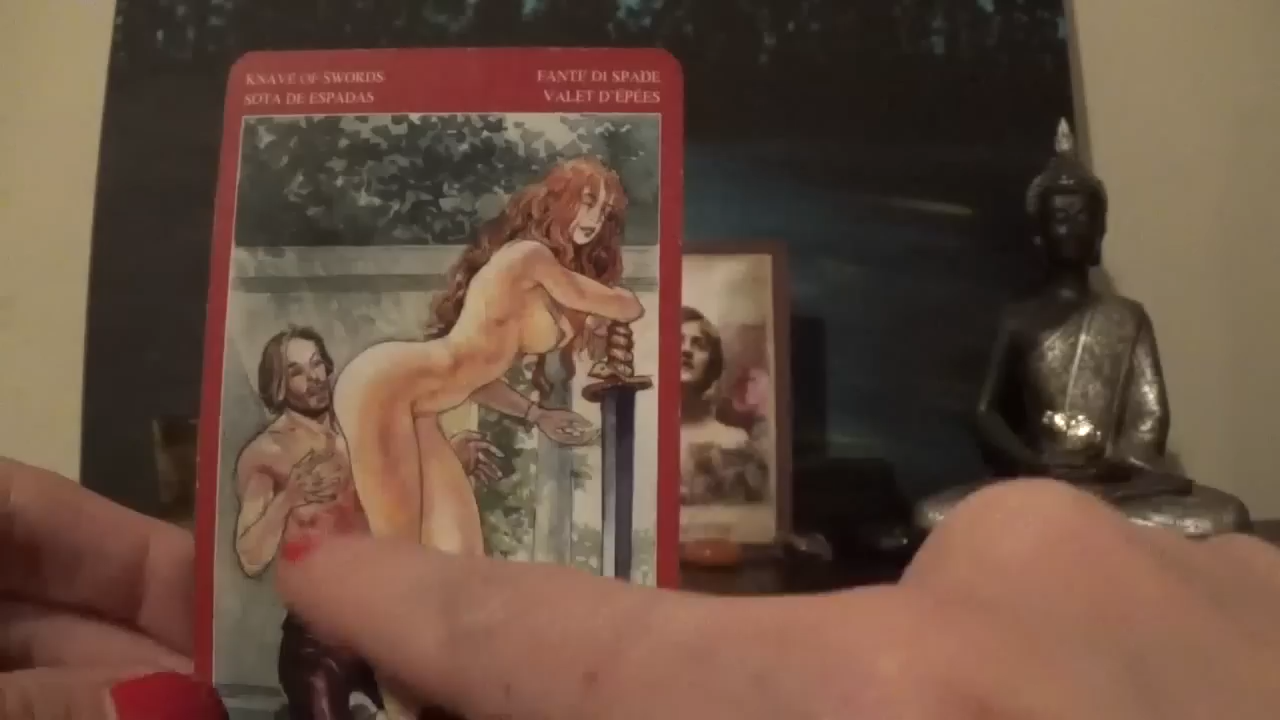 KNAVE OF SWORDS
SOTA DE ESPADAS
FANTE DI SPADE
VALET D'ÉPÉES